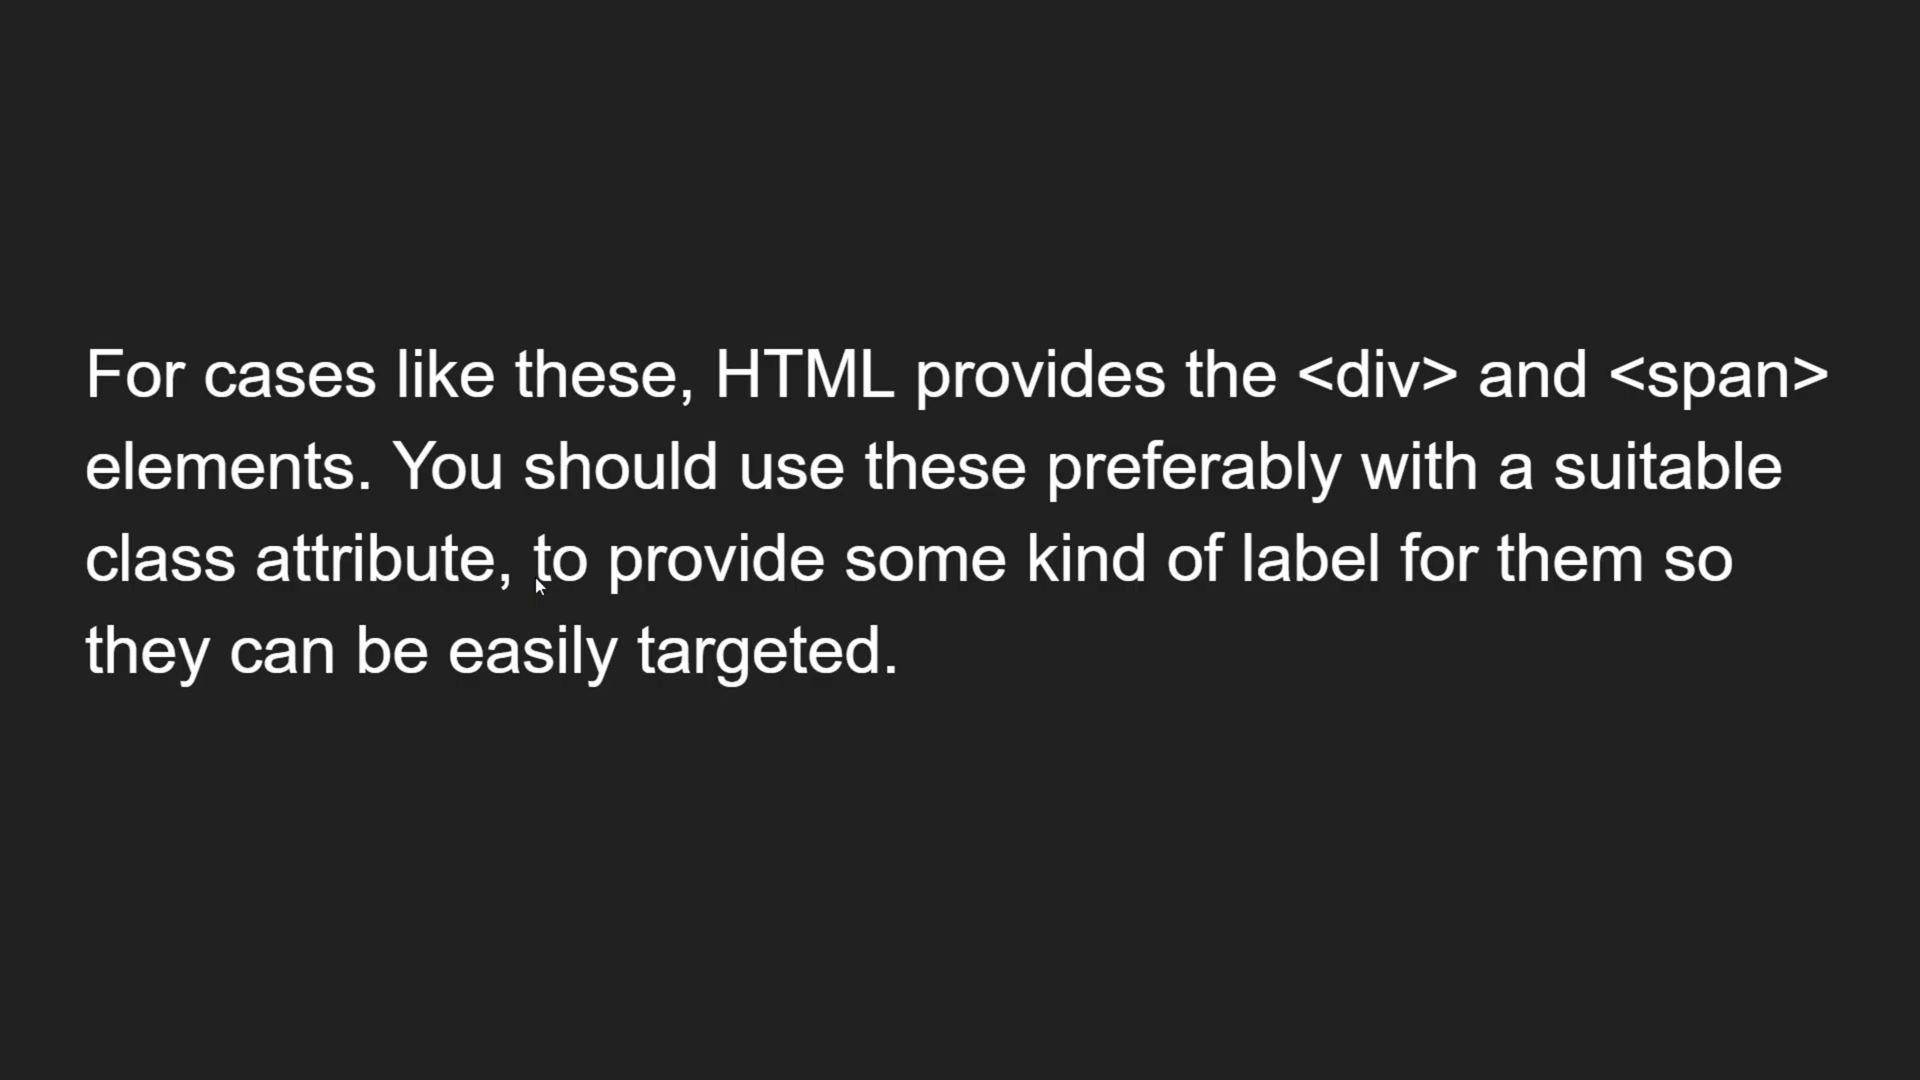 For cases like these, HTML provides the <div> and <span>
elements. You should use these preferably with a suitable
class attribute, to provide some kind of label for them so
they can be easily targeted.